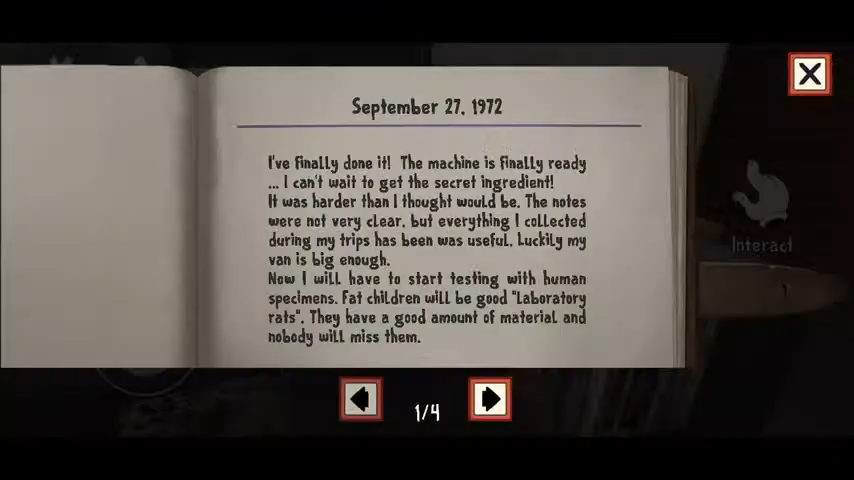 September 27, 1972
I've finally done it! The machine is finally ready
... I can't wait to get the secret ingredient!
It was harder than I thought would be. The notes
were not very clear, but everything I collected
during my trips has been was useful. Luckily my
van is big enough.
Now I will have to start testing with human
specimens. Fat children will be good "Laboratory
rats". They have a good amount of material and
nobody will miss them.
Interact
1/4